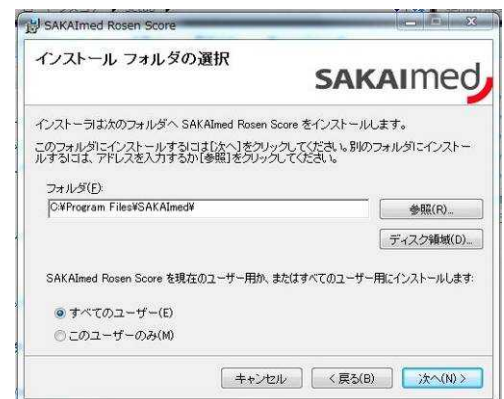 SAKAImed Rosen Score
インストール フォルダの選択
SAKAImed
インストーラは次のフォルダへ SAKAImed Rosen Score をインストールします。
このフォルダにインストールするには[次へ]をクリックしてください。別のフォルダにインストー
ルするには、アドレスを入力するか[参照]をクリックしてください。
フォルダ(F):
C:¥Program Files¥SAKAImed¥
参照(R)...
ディスク領域(D)...
SAKAImed Rosen Score を現在のユーザー用か、またはすべてのユーザー用にインストールします:
すべてのユーザー(E)
このユーザーのみ(M)
キャンセル
< 戻る(B)
次へ(N) >